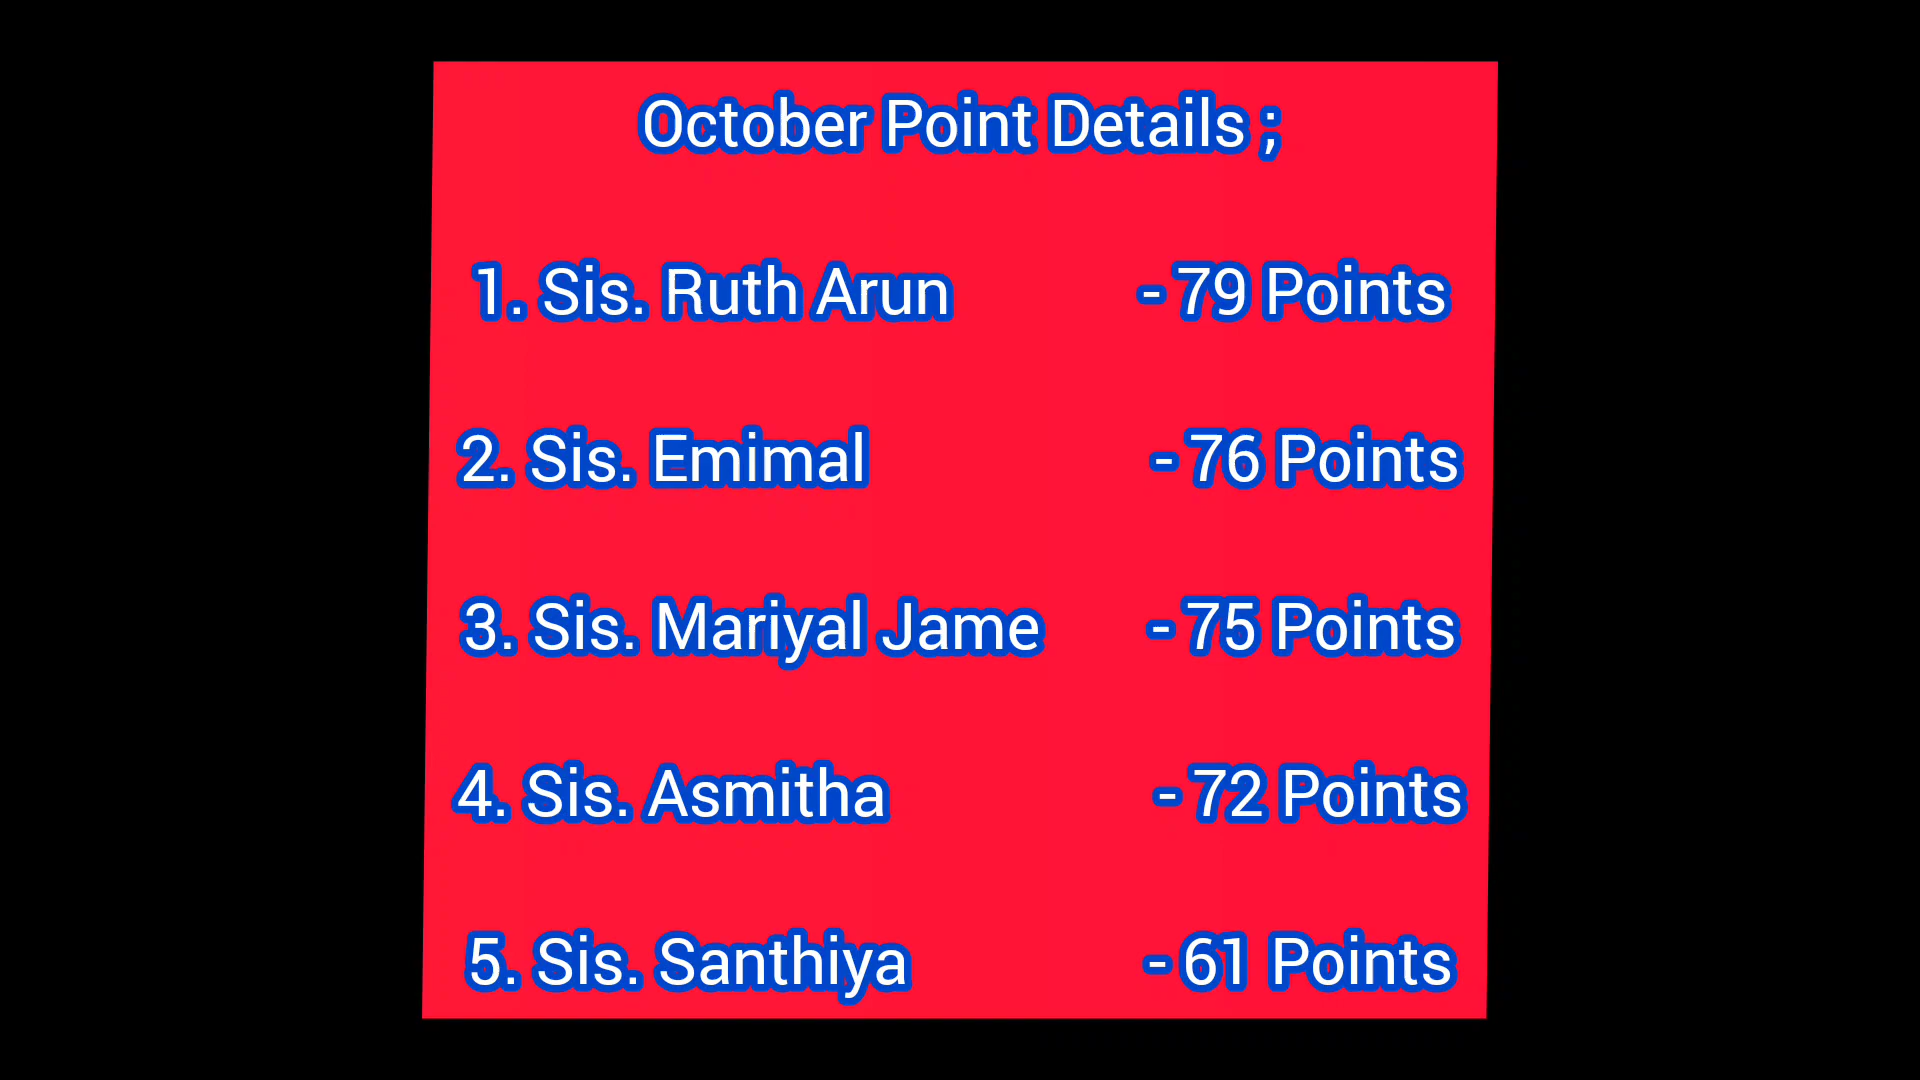 October Point Details ;
1. Sis. Ruth Arun - 79 Points
2. Sis. Emimal - 76 Points
3. Sis. Mariyal Jame - 75 Points
4. Sis. Asmitha - 72 Points
5. Sis. Santhiya - 61 Points